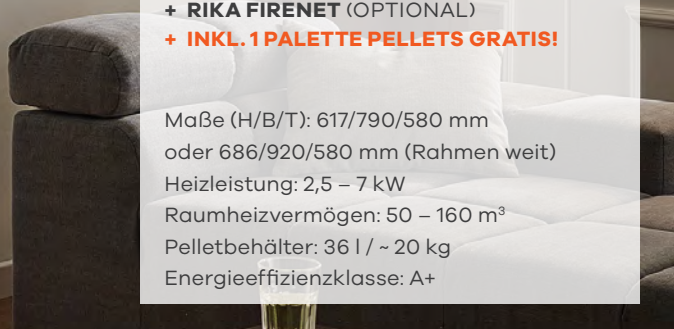 + RIKA FIRENET (OPTIONAL)
+ INKL. 1 PALETTE PELLETS GRATIS!
Maße (H/B/T): 617/790/580 mm
oder 686/920/580 mm (Rahmen weit)
Heizleistung: 2,5 – 7 kW
Raumheizvermögen: 50 – 160 m³
Pelletbehälter: 36 l / ~ 20 kg
Energieeffizienzklasse: A+